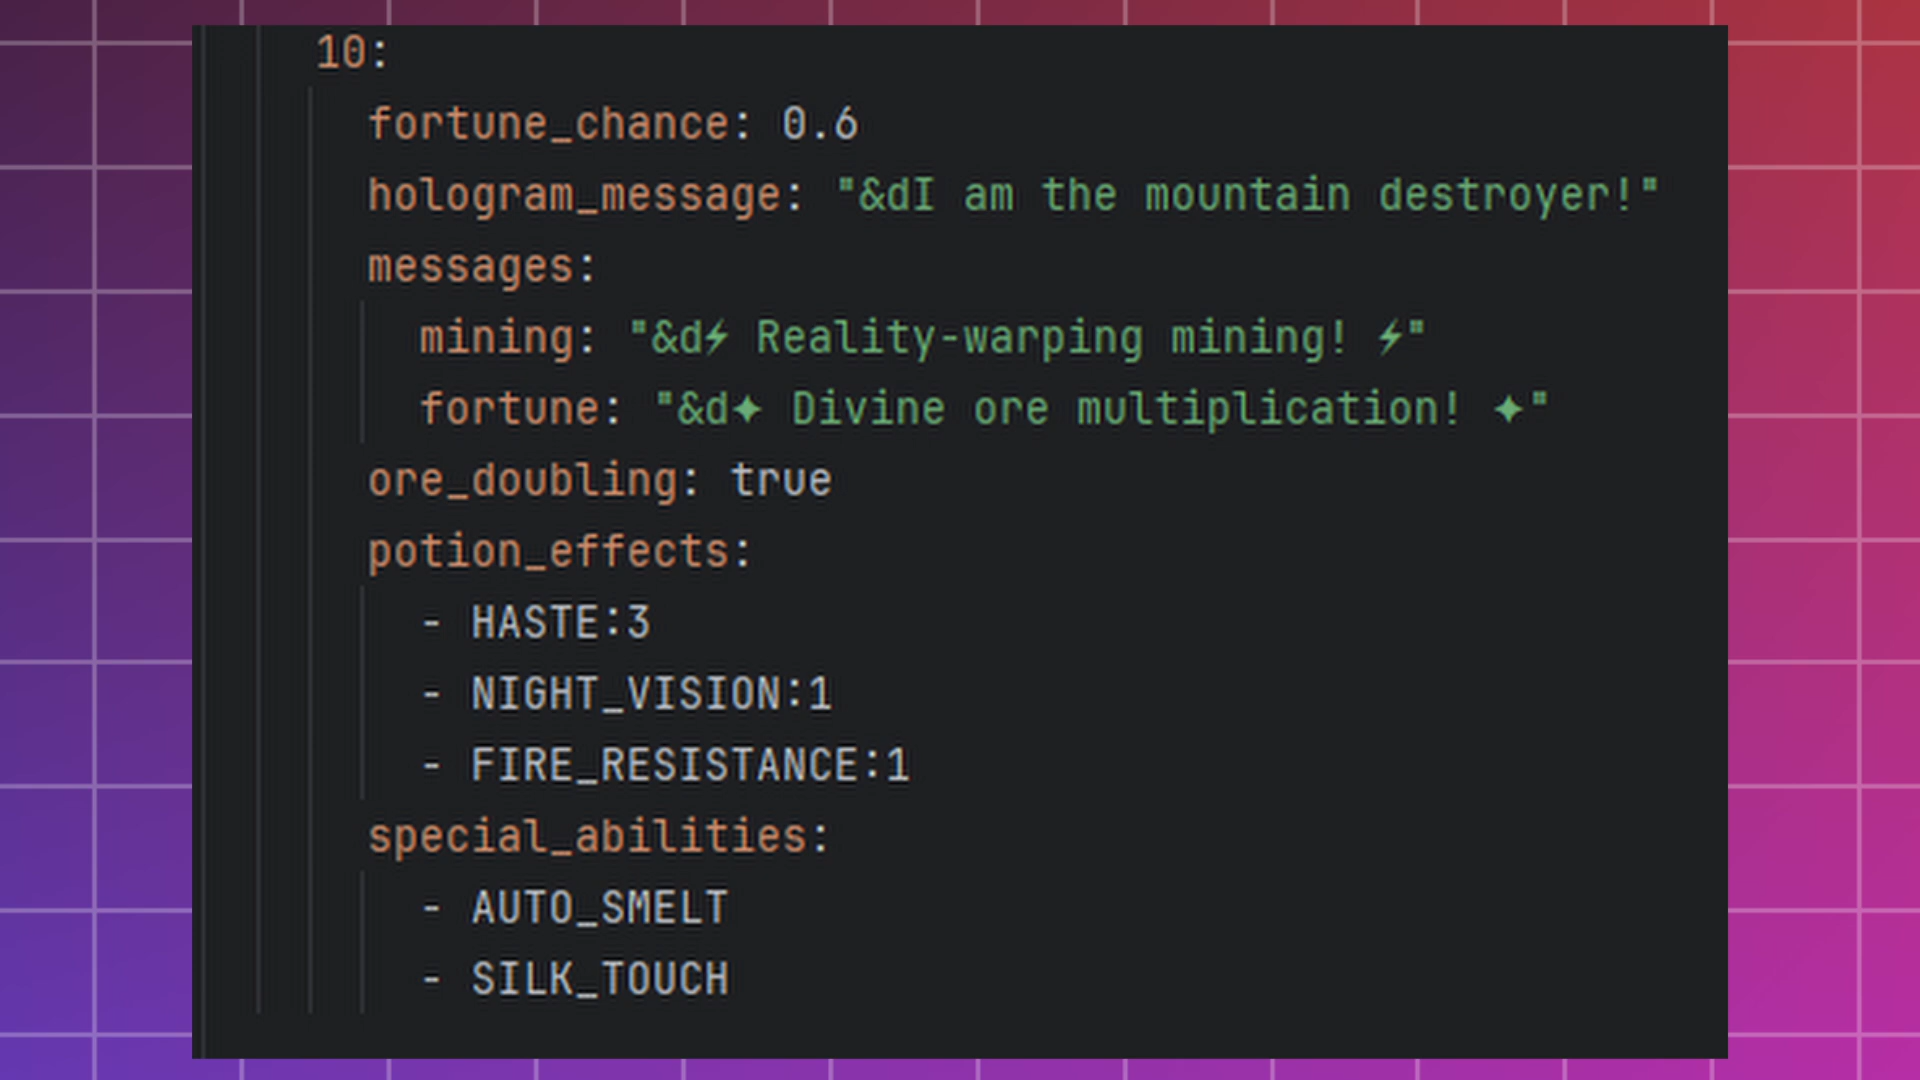 10:
fortune_chance: 0.6
hologram_message: "&dI am the mountain destroyer!"
messages:
mining: "&d⚡ Reality-warping mining! ⚡"
fortune: "&d✦ Divine ore multiplication! ✦"
ore_doubling: true
potion_effects:
- HASTE:3
- NIGHT_VISION:1
- FIRE_RESISTANCE:1
special_abilities:
- AUTO_SMELT
- SILK_TOUCH